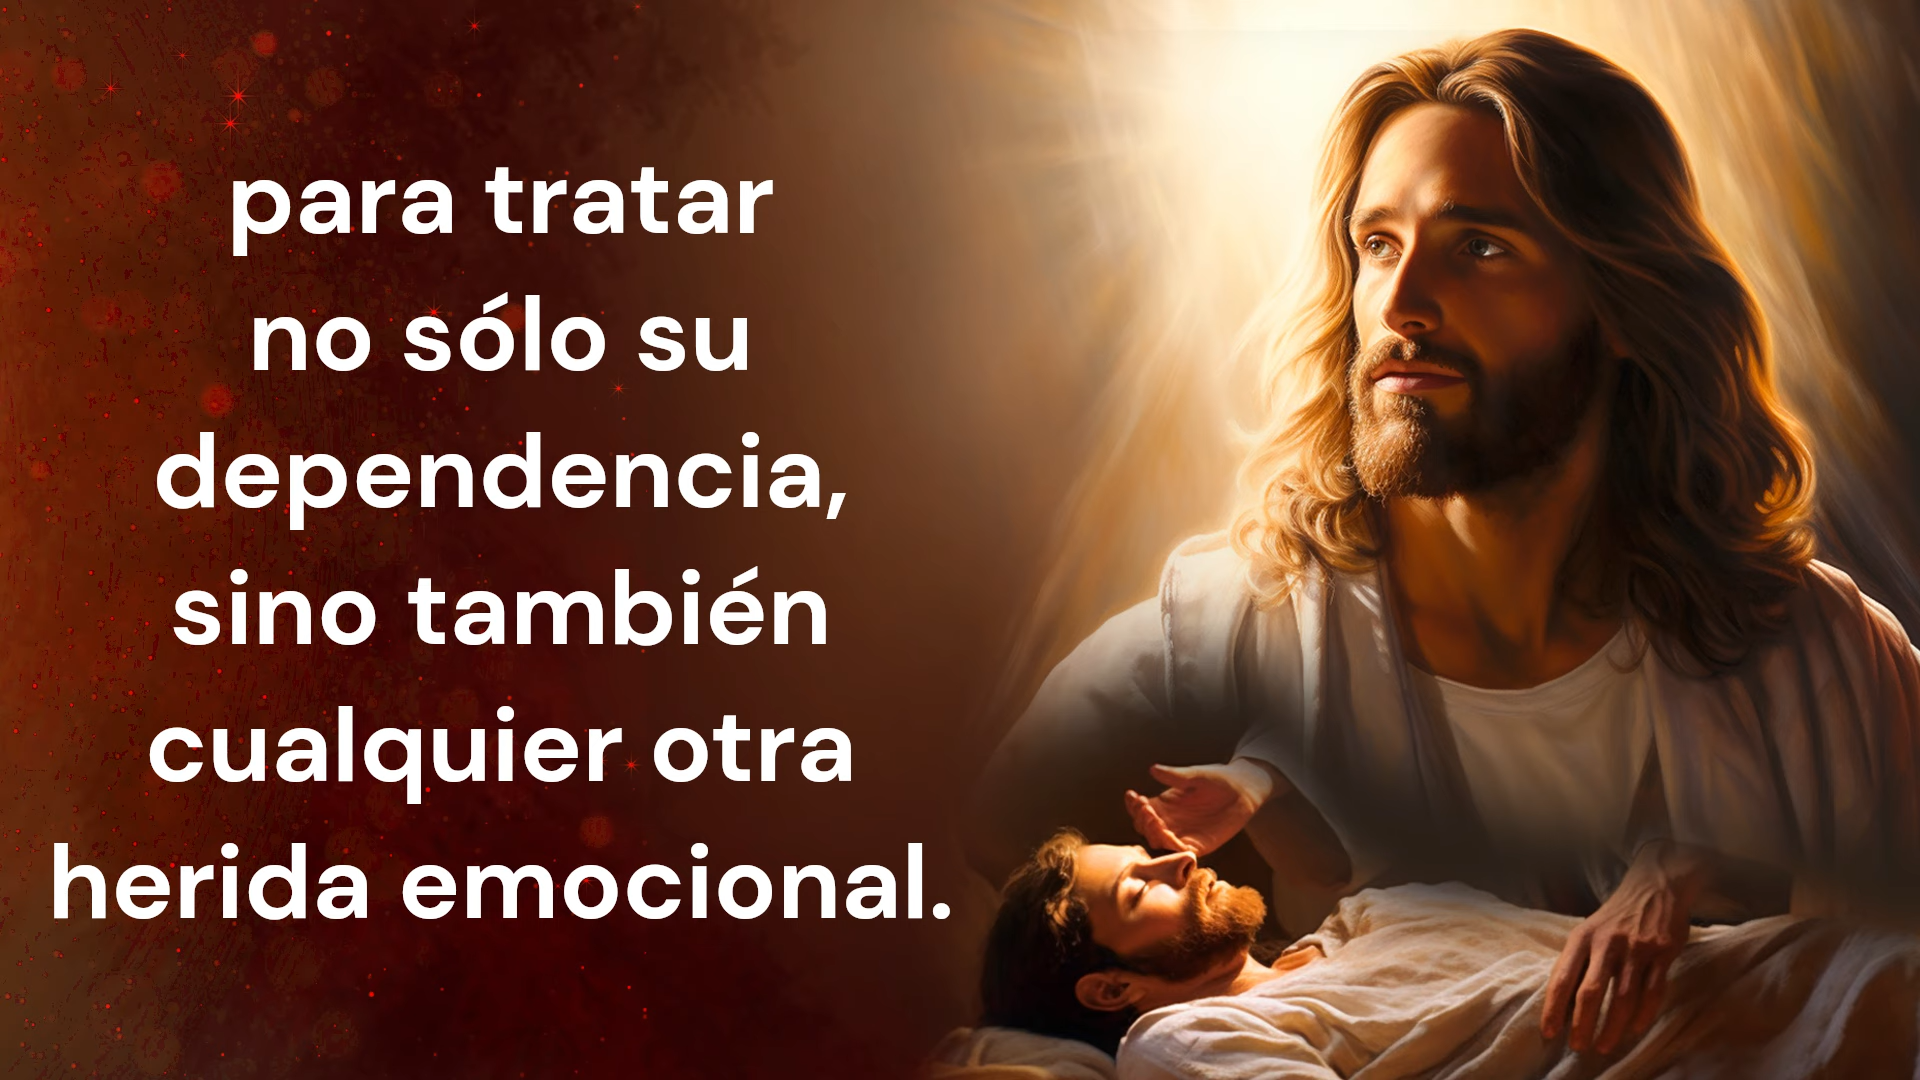 para tratar
no sólo su
dependencia,
sino también
cualquier otra
herida emocional.